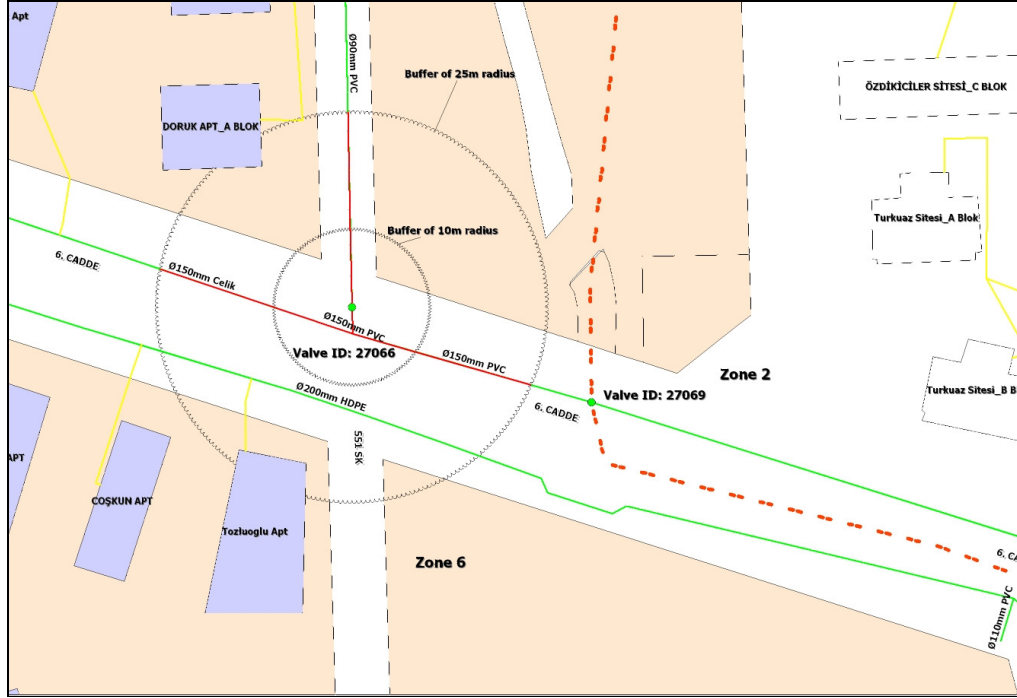 Apt
Ø90mm PVC
Buffer of 25m radius
ÖZDİKİCİLER SİTESİ_C BLOK
DORUK APT_A BLOK
Turkuaz Sitesi_A Blok
Buffer of 10m radius
6. CADDE
Ø150mm Celik
Ø150mm PVC
Valve ID: 27066
Ø150mm PVC
Zone 2
Turkuaz Sitesi_B B
Ø200mm HDPE
Valve ID: 27069
6. CADDE
551 SK
APT
COŞKUN APT
Tozluoglu Apt
Zone 6
6. CA
Ø110mm PVC